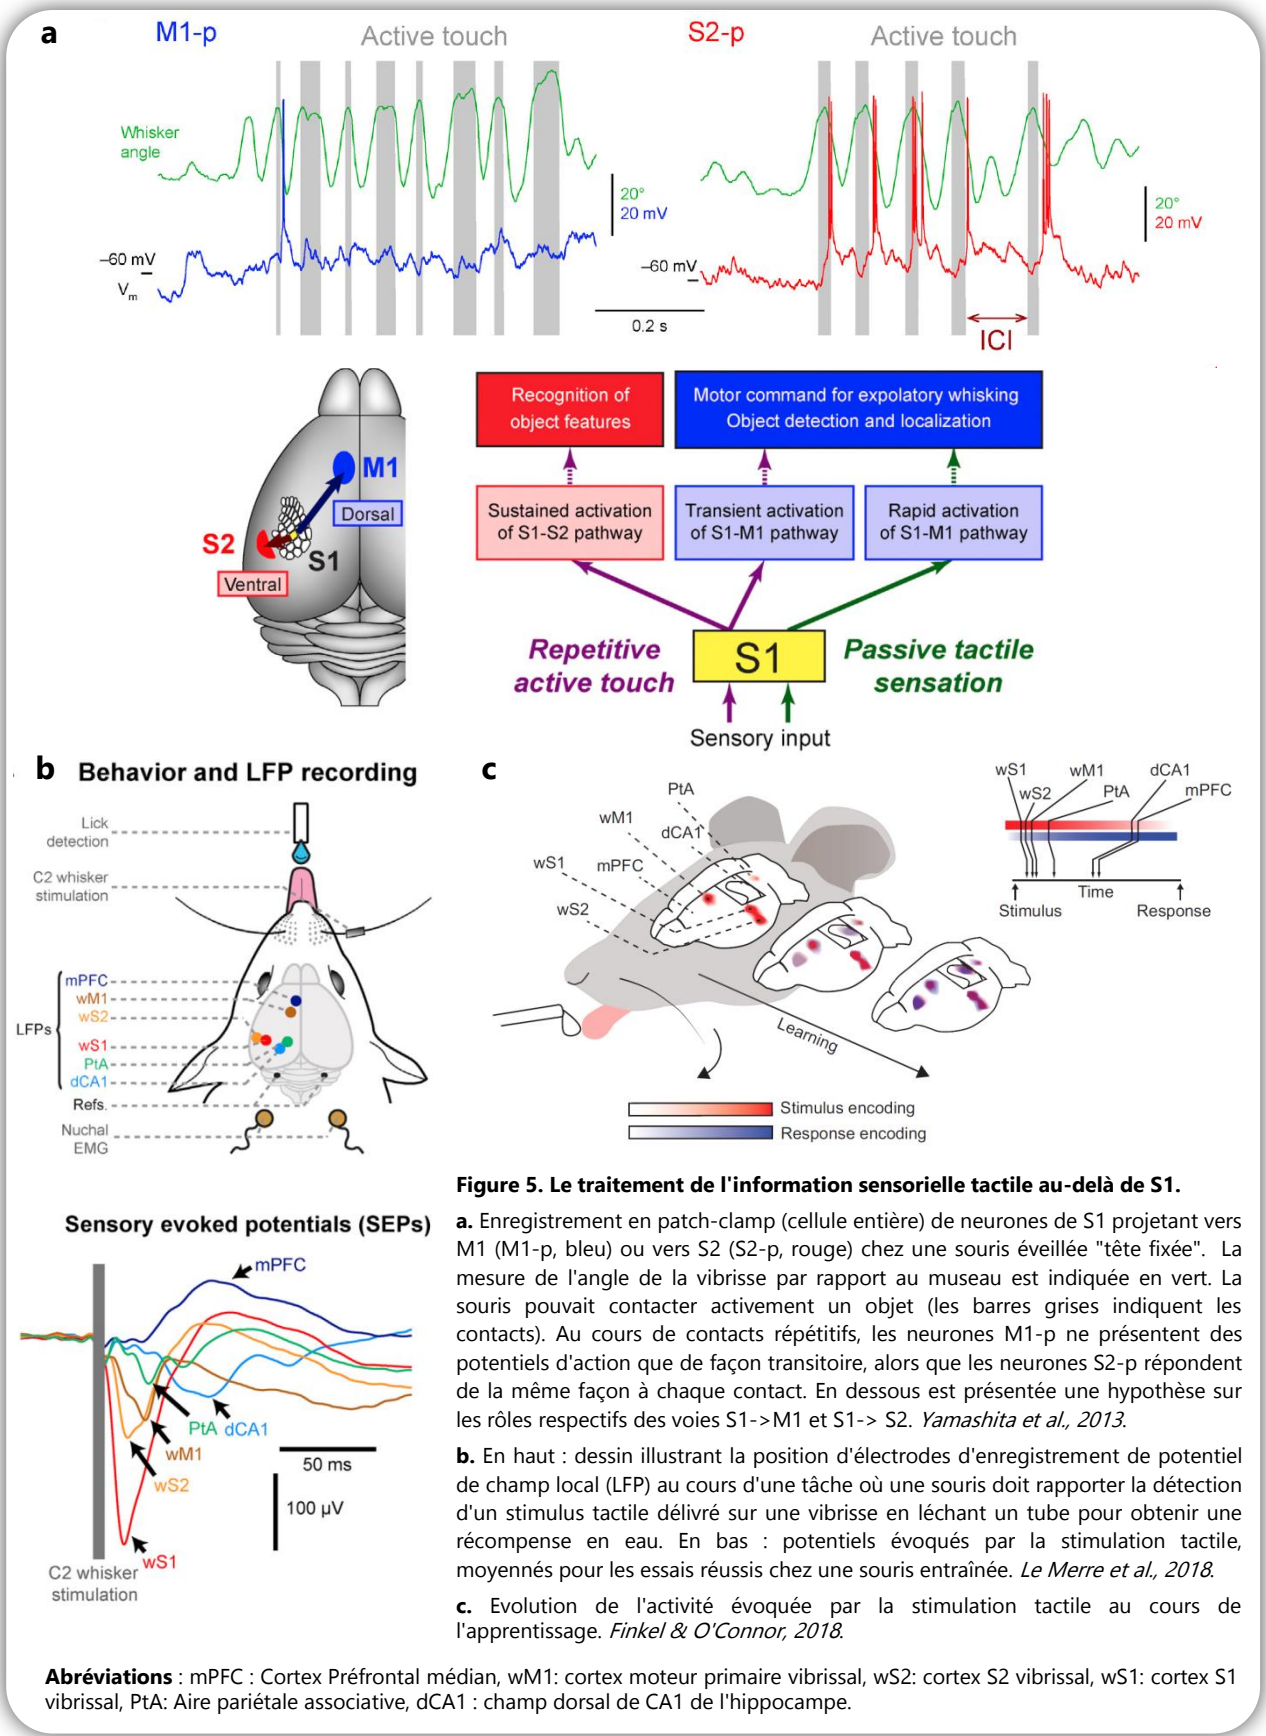 a
M1-p
Active touch
S2-p
Active touch
Whisker
angle
20°
20 mV
–60 mV
Vm
0.2 s
20°
20 mV
–60 mV
ICI
M1
Dorsal
S2
S1
Ventral
Recognition of
object features
Motor command for expolatory whisking
Object detection and localization
Sustained activation
of S1-S2 pathway
Transient activation
of S1-M1 pathway
Rapid activation
of S1-M1 pathway
Repetitive
active touch
S1
Passive tactile
sensation
Sensory input
b Behavior and LFP recording
Lick
detection
C2 whisker
stimulation
LFPs
mPFC
wM1
wS2
wS1
PtA
dCA1
Refs.
Nuchal
EMG
Sensory evoked potentials (SEPs)
mPFC
PtA dCA1
wM1
wS2
wS1
50 ms
100 µV
C2 whisker
stimulation
c
PtA
wM1
dCA1
wS1
mPFC
wS2
wS1
wM1
dCA1
wS2
PtA
mPFC
Time
Stimulus
Response
Learning
Stimulus encoding
Response encoding
Figure 5. Le traitement de l'information sensorielle tactile au-delà de S1.
a. Enregistrement en patch-clamp (cellule entière) de neurones de S1 projetant vers
M1 (M1-p, bleu) ou vers S2 (S2-p, rouge) chez une souris éveillée "tête fixée". La
mesure de l'angle de la vibrisse par rapport au museau est indiquée en vert. La
souris pouvait contacter activement un objet (les barres grises indiquent les
contacts). Au cours de contacts répétitifs, les neurones M1-p ne présentent des
potentiels d'action que de façon transitoire, alors que les neurones S2-p répondent
de la même façon à chaque contact. En dessous est présentée une hypothèse sur
les rôles respectifs des voies S1->M1 et S1-> S2. Yamashita et al., 2013.
b. En haut : dessin illustrant la position d'électrodes d'enregistrement de potentiel
de champ local (LFP) au cours d'une tâche où une souris doit rapporter la détection
d'un stimulus tactile délivré sur une vibrisse en léchant un tube pour obtenir une
récompense en eau. En bas : potentiels évoqués par la stimulation tactile,
moyennés pour les essais réussis chez une souris entraînée. Le Merre et al., 2018.
c. Evolution de l'activité évoquée par la stimulation tactile au cours de
l'apprentissage. Finkel & O'Connor, 2018.
Abréviations : mPFC : Cortex Préfrontal médian, wM1: cortex moteur primaire vibrissal, wS2: cortex S2 vibrissal, wS1: cortex S1
vibrissal, PtA: Aire pariétale associative, dCA1 : champ dorsal de CA1 de l'hippocampe.